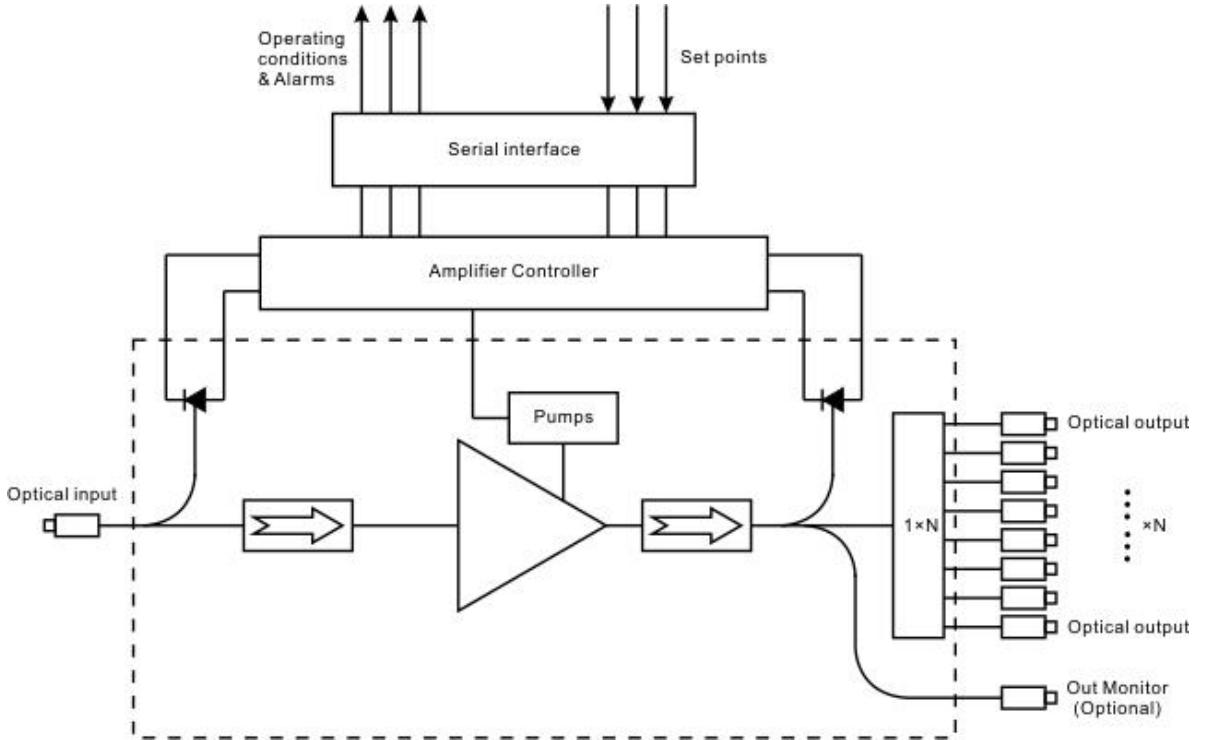 Operating
conditions
& Alarms
Set points
Serial interface
Amplifier Controller
Pumps
Optical output
Optical input
1×N
×N
Optical output
Out Monitor
(Optional)